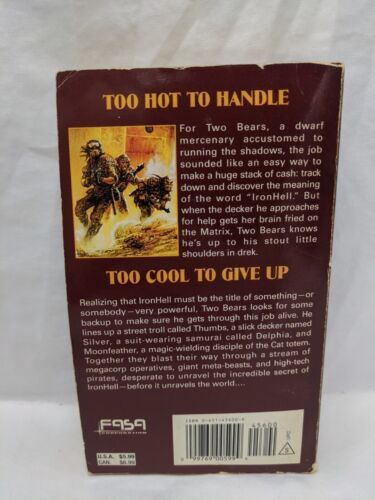 TOO HOT TO HANDLE
For Two Bears, a dwarf
mercenary accustomed to
running the shadows, the job
sounded like an easy way to
make a huge stack of cash: track
down and discover the meaning
of the word "IronHell." But
when the decker he approaches
for help gets her brain fried on
the Matrix, Two Bears knows
he's up to his stout little
shoulders in drek.
TOO COOL TO GIVE UP
Realizing that IronHell must be the title of something—or
somebody—very powerful, Two Bears looks for some
backup to make sure he gets through this job alive. He
lines up a street troll called Thumbs, a slick decker named
Silver, a suit-wearing samurai called Delphia, and
Moonfeather, a magic-wielding disciple of the Cat totem.
Together they blast their way through a stream of
megacorp operatives, giant meta-beasts, and high-tech
pirates, desperate to unravel the incredible secret of
IronHell—before it unravels the world....
FASA
CORPORATION
U.S.A. $5.99
CAN. $6.99
45600